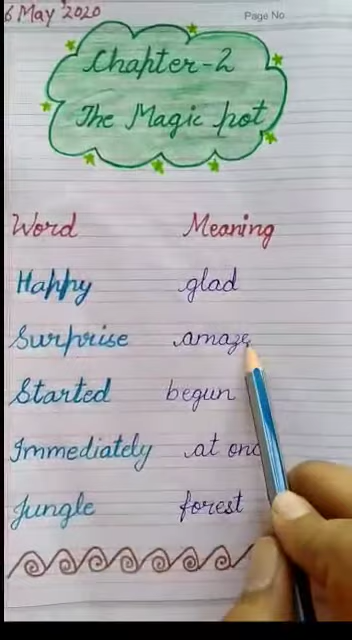 6 May 2020
Page No
Chapter-2
The Magic pot
Word Meaning
Happy glad
Surprise amaze
Started begun
Immediately at onc
Jungle forest